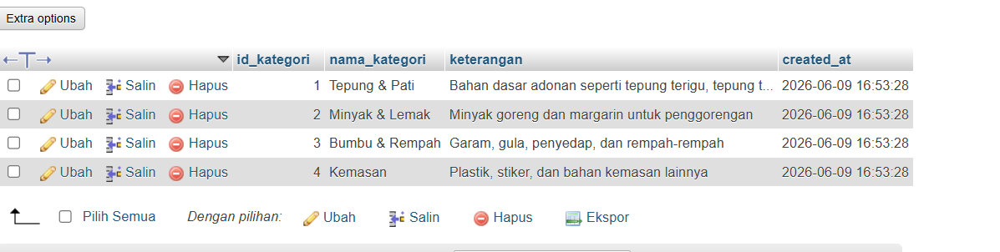 Extra options
id_kategori nama_kategori keterangan created_at
Ubah Salin Hapus 1 Tepung & Pati Bahan dasar adonan seperti tepung terigu, tepung t... 2026-06-09 16:53:28
Ubah Salin Hapus 2 Minyak & Lemak Minyak goreng dan margarin untuk penggorengan 2026-06-09 16:53:28
Ubah Salin Hapus 3 Bumbu & Rempah Garam, gula, penyedap, dan rempah-rempah 2026-06-09 16:53:28
Ubah Salin Hapus 4 Kemasan Plastik, stiker, dan bahan kemasan lainnya 2026-06-09 16:53:28
Pilih Semua Dengan pilihan: Ubah Salin Hapus Ekspor